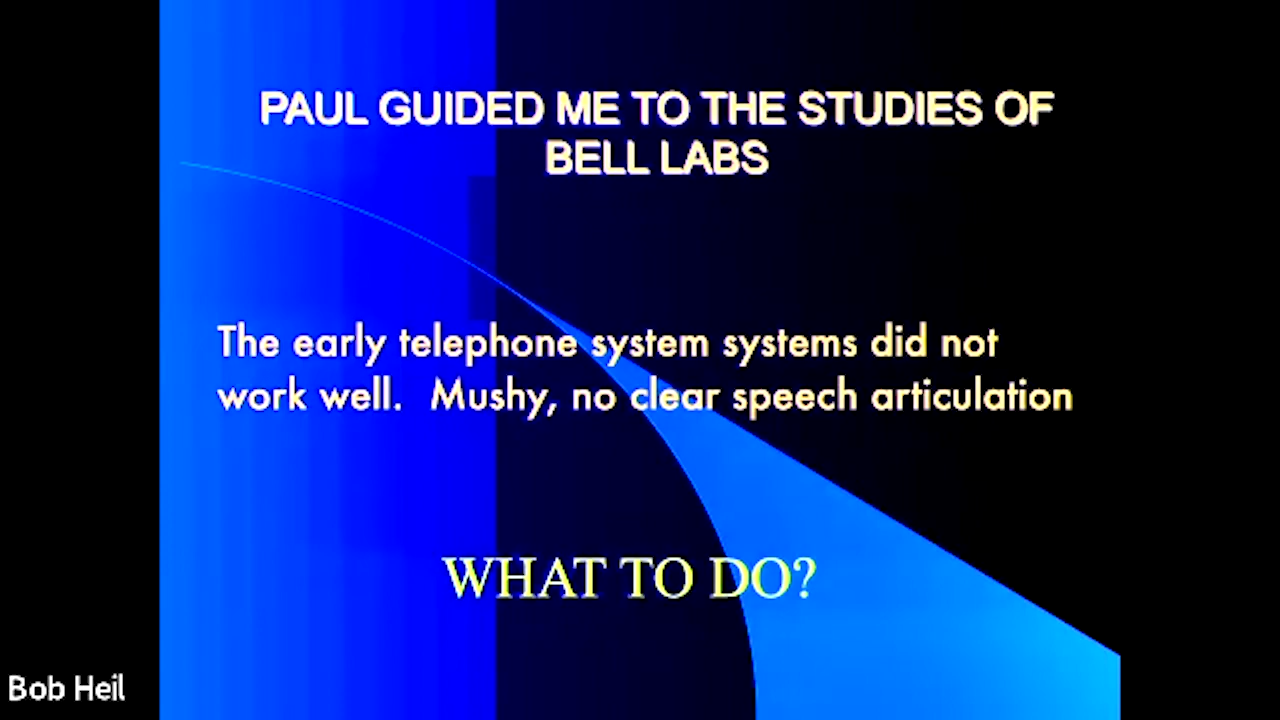 PAUL GUIDED ME TO THE STUDIES OF
BELL LABS
The early telephone system systems did not
work well.  Mushy, no clear speech articulation
WHAT TO DO?
Bob Heil